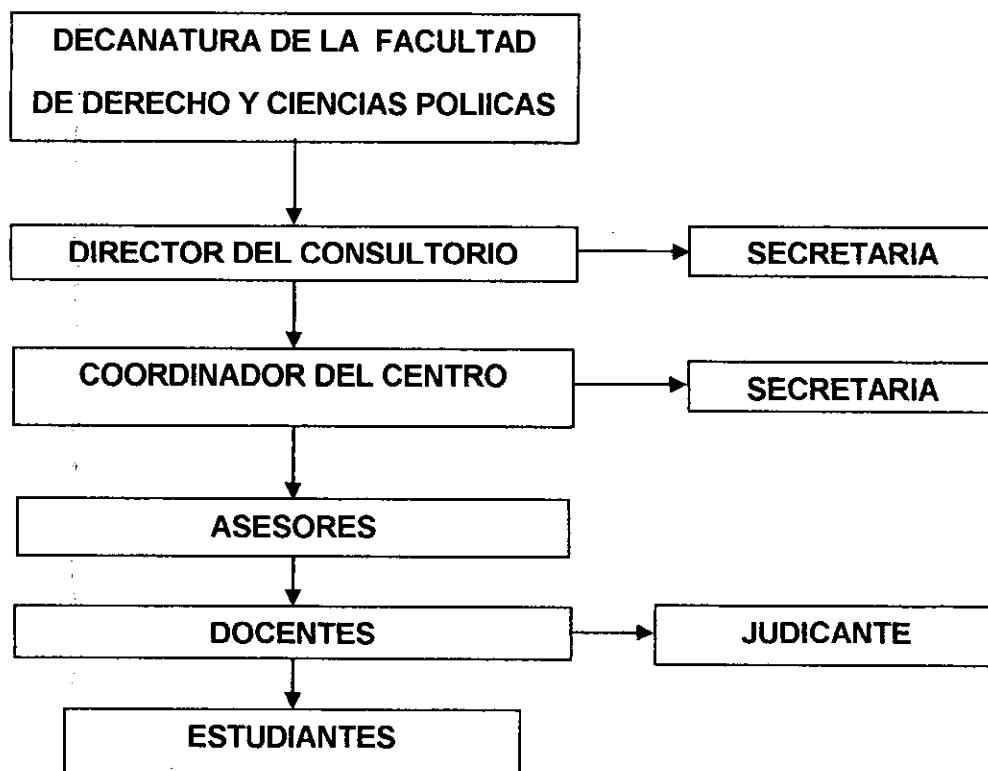 DECANATURA DE LA FACULTAD
DE DERECHO Y CIENCIAS POLIICAS
DIRECTOR DEL CONSULTORIO
SECRETARIA
COORDINADOR DEL CENTRO
SECRETARIA
ASESORES
DOCENTES
JUDICANTE
ESTUDIANTES